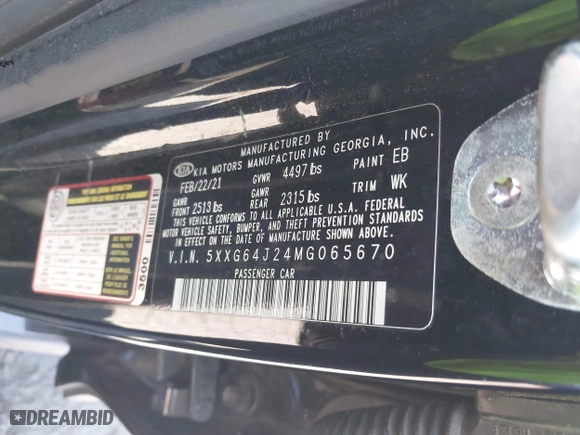 MANUFACTURED BY
KIA KIA MOTORS MANUFACTURING GEORGIA, INC.
FEB/22/21 GVWR 4497 lbs PAINT EB
GAWR FRONT 2513 lbs GAWR REAR 2315 lbs TRIM WK
THIS VEHICLE CONFORMS TO ALL APPLICABLE U.S.A. FEDERAL
MOTOR VEHICLE SAFETY, BUMPER, AND THEFT PREVENTION STANDARDS
IN EFFECT ON THE DATE OF MANUFACTURE SHOWN ABOVE.
V.I.N. 5XXG64J24MG065670
PASSENGER CAR
3500
DREAMBID